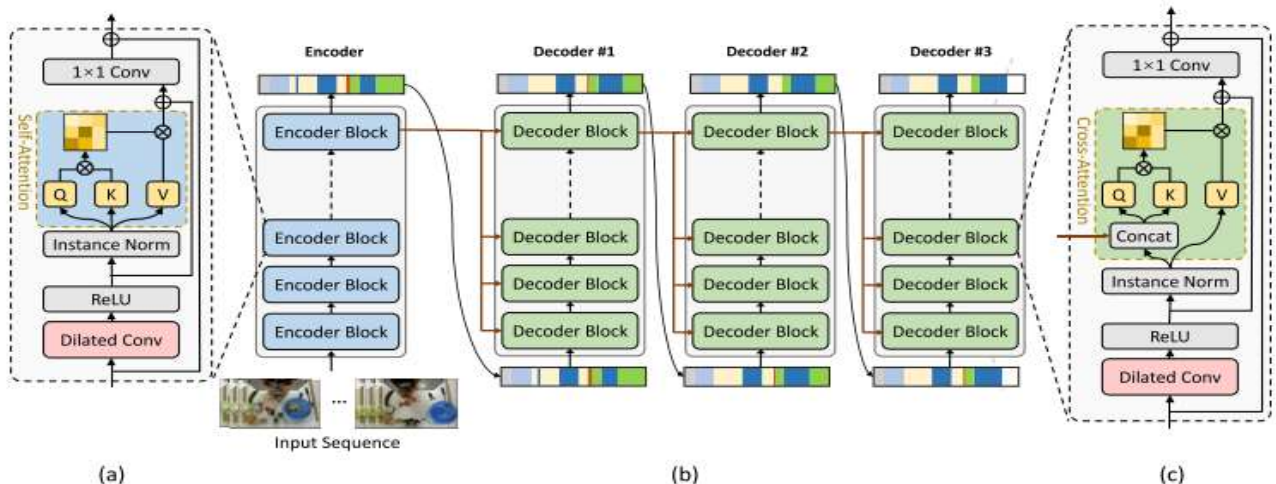 1×1 Conv
Self-Attention
Q
K
V
Instance Norm
ReLU
Dilated Conv
(a)
Encoder
Decoder #1
Decoder #2
Decoder #3
Encoder Block
Decoder Block
Decoder Block
Decoder Block
Encoder Block
Decoder Block
Decoder Block
Decoder Block
Encoder Block
Decoder Block
Decoder Block
Decoder Block
Encoder Block
Decoder Block
Decoder Block
Decoder Block
...
Input Sequence
(b)
1×1 Conv
Cross-Attention
Q
K
V
Concat
Instance Norm
ReLU
Dilated Conv
(c)